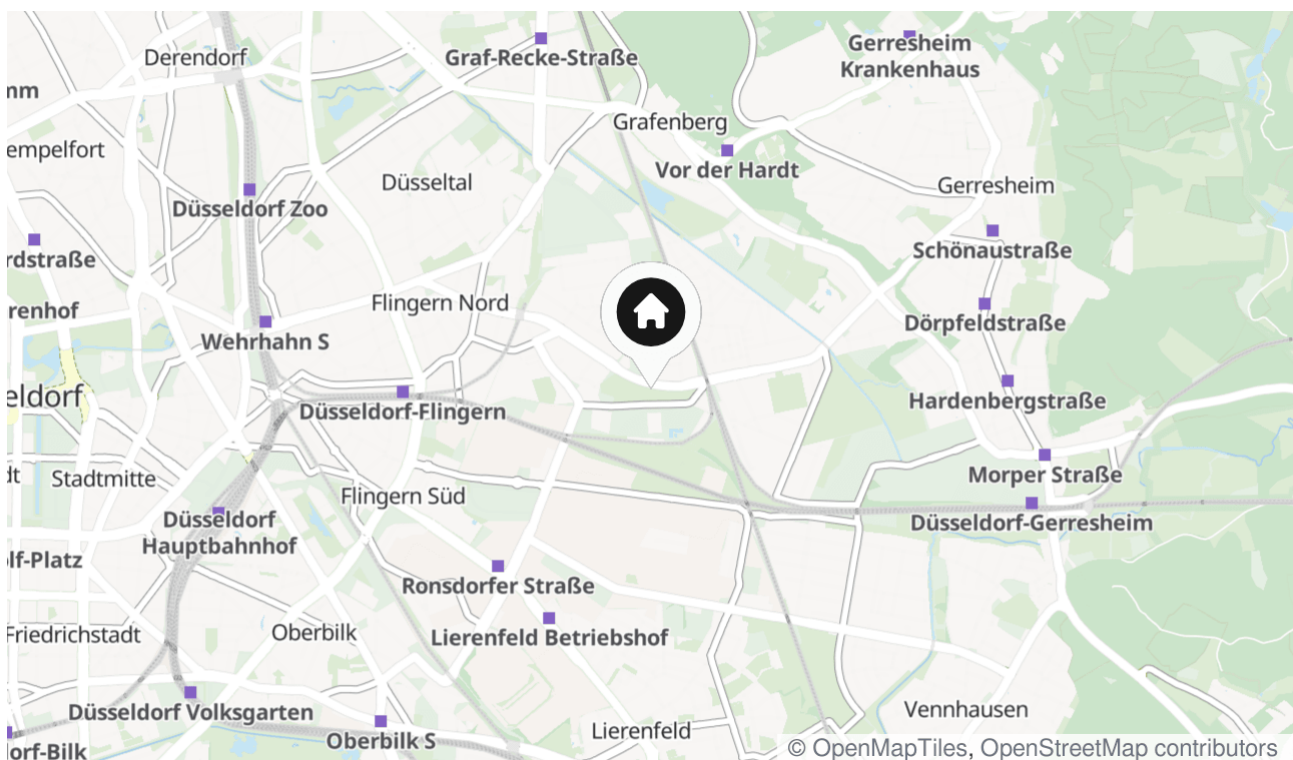 Derendorf
Graf-Recke-Straße
Gerresheim
Krankenhaus
mm
Grafenberg
empelfort
Vor der Hardt
Düsseltal
Gerresheim
Düsseldorf Zoo
rdstraße
Schönaustraße
Flingern Nord
renhof
Dörpfeldstraße
Wehrhahn S
eldorf
Hardenbergstraße
Düsseldorf-Flingern
dt
Stadtmitte
Morper Straße
Flingern Süd
Düsseldorf
Hauptbahnhof
Düsseldorf-Gerresheim
lf-Platz
Ronsdorfer Straße
Friedrichstadt
Oberbilk
Lierenfeld Betriebshof
Düsseldorf Volksgarten
Vennhausen
Lierenfeld
Oberbilk S
orf-Bilk
© OpenMapTiles, OpenStreetMap contributors